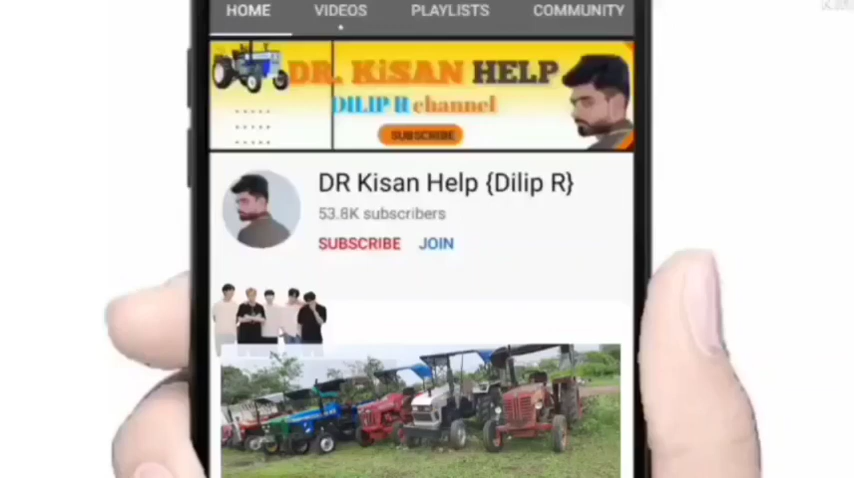 HOME VIDEOS PLAYLISTS COMMUNITY
DR. KiSAN HELP
DILIP R channel
SUBSCRIBE
DR Kisan Help {Dilip R}
53.8K subscribers
SUBSCRIBE JOIN